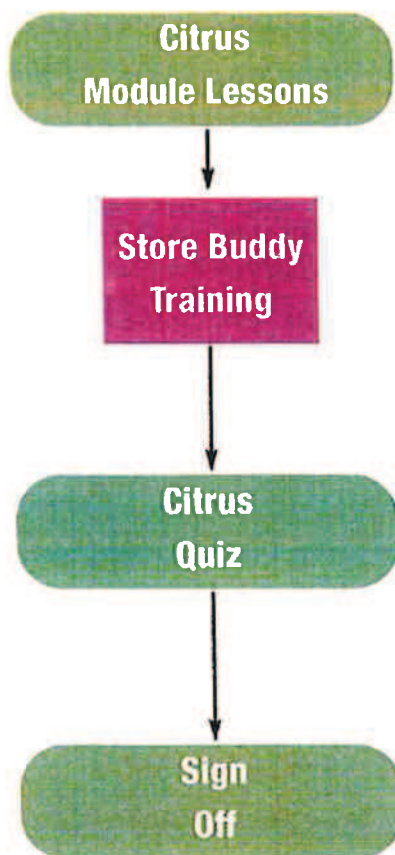 Citrus
Module Lessons
Store Buddy
Training
Citrus
Quiz
Sign
Off